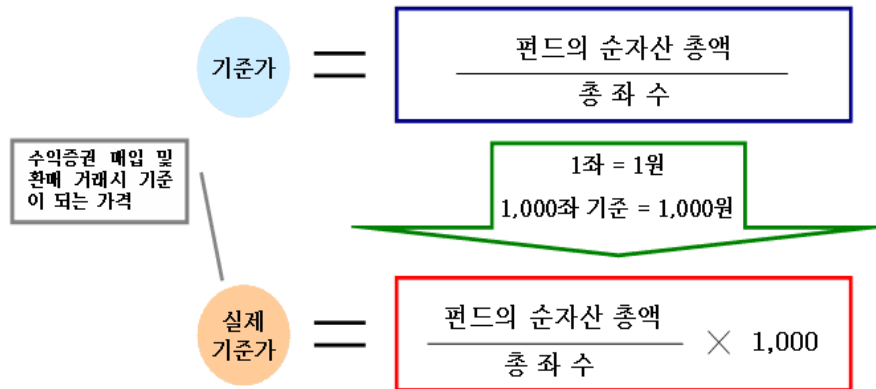 기준가
=
펀드의 순자산 총액
총 좌 수
수익증권 매입 및
환매 거래시 기준
이 되는 가격
1좌 = 1원
1,000좌 기준 = 1,000원
실제
기준가
=
펀드의 순자산 총액
총 좌 수
× 1,000